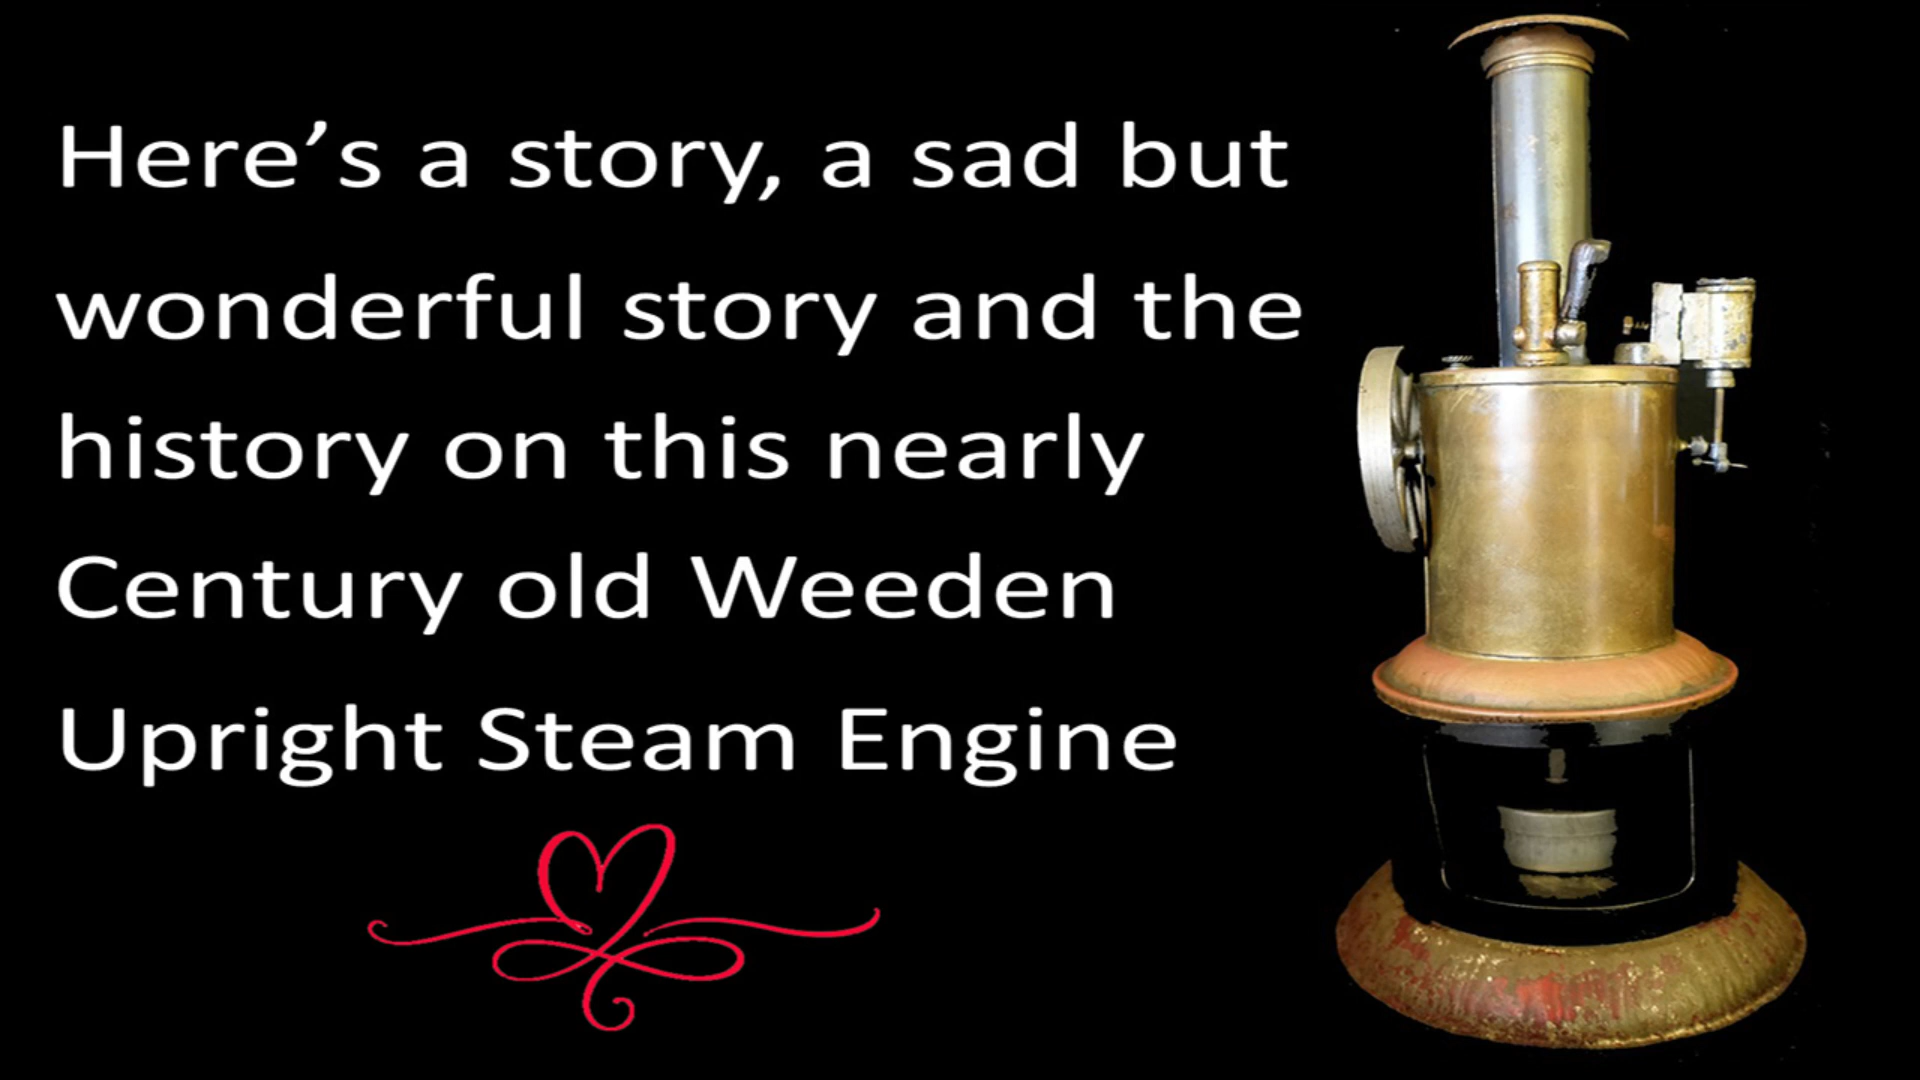 Here’s a story, a sad but
wonderful story and the
history on this nearly
Century old Weeden
Upright Steam Engine